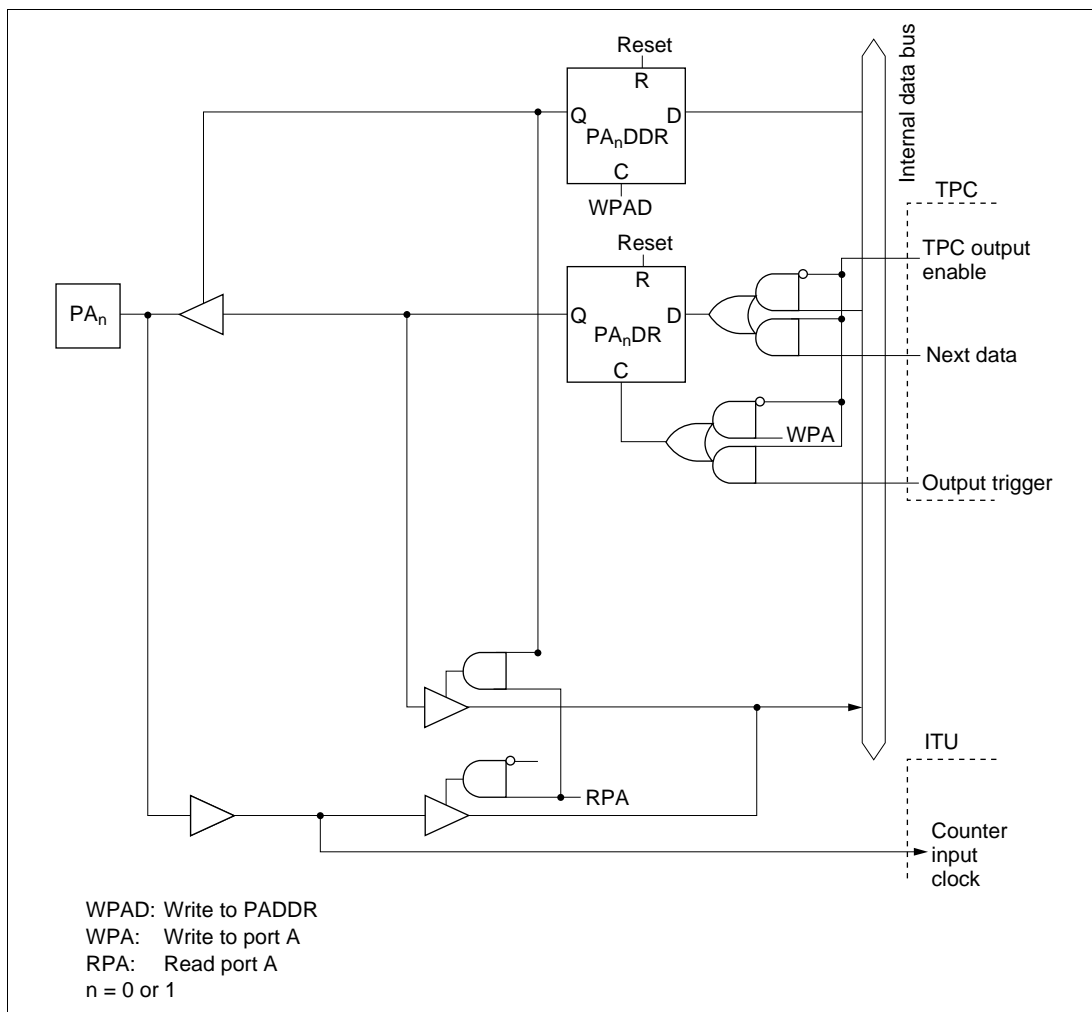 Reset
R
Q
D
PAnDDR
C
WPAD
Internal data bus
TPC
TPC output
enable
Reset
R
PAn
Q
D
PAnDR
C
Next data
WPA
Output trigger
RPA
ITU
Counter
input
clock
WPAD: Write to PADDR
WPA: Write to port A
RPA: Read port A
n = 0 or 1